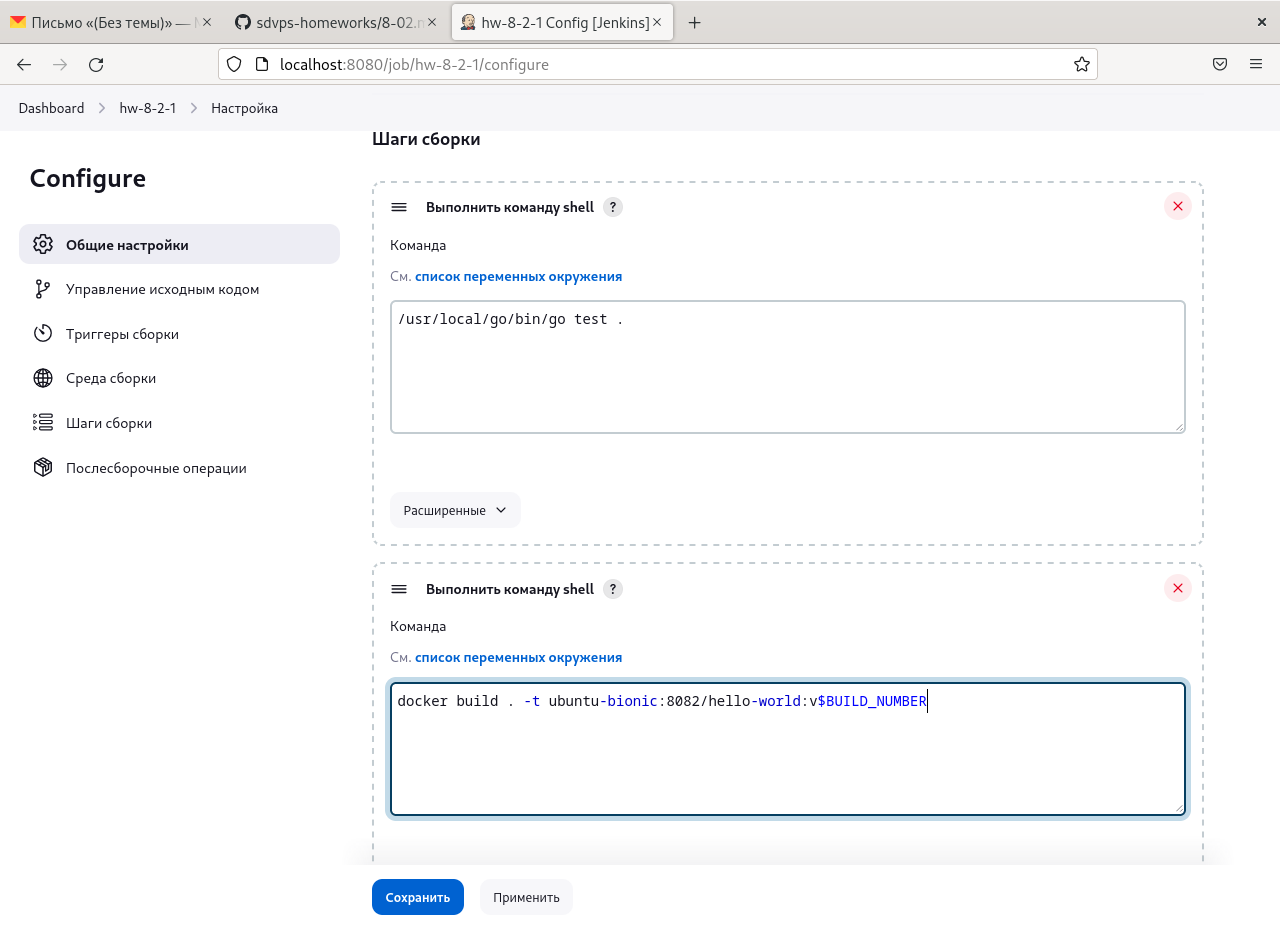 Письмо «(Без темы)» — M
sdvps-homeworks/8-02.m
hw-8-2-1 Config [Jenkins]
localhost:8080/job/hw-8-2-1/configure
Dashboard > hw-8-2-1 > Настройка
Configure
Общие настройки
Управление исходным кодом
Триггеры сборки
Среда сборки
Шаги сборки
Послесборочные операции
Шаги сборки
Выполнить команду shell ?
Команда
См. список переменных окружения
/usr/local/go/bin/go test .
Расширенные
Выполнить команду shell ?
Команда
См. список переменных окружения
docker build . -t ubuntu-bionic:8082/hello-world:v$BUILD_NUMBER
Сохранить
Применить